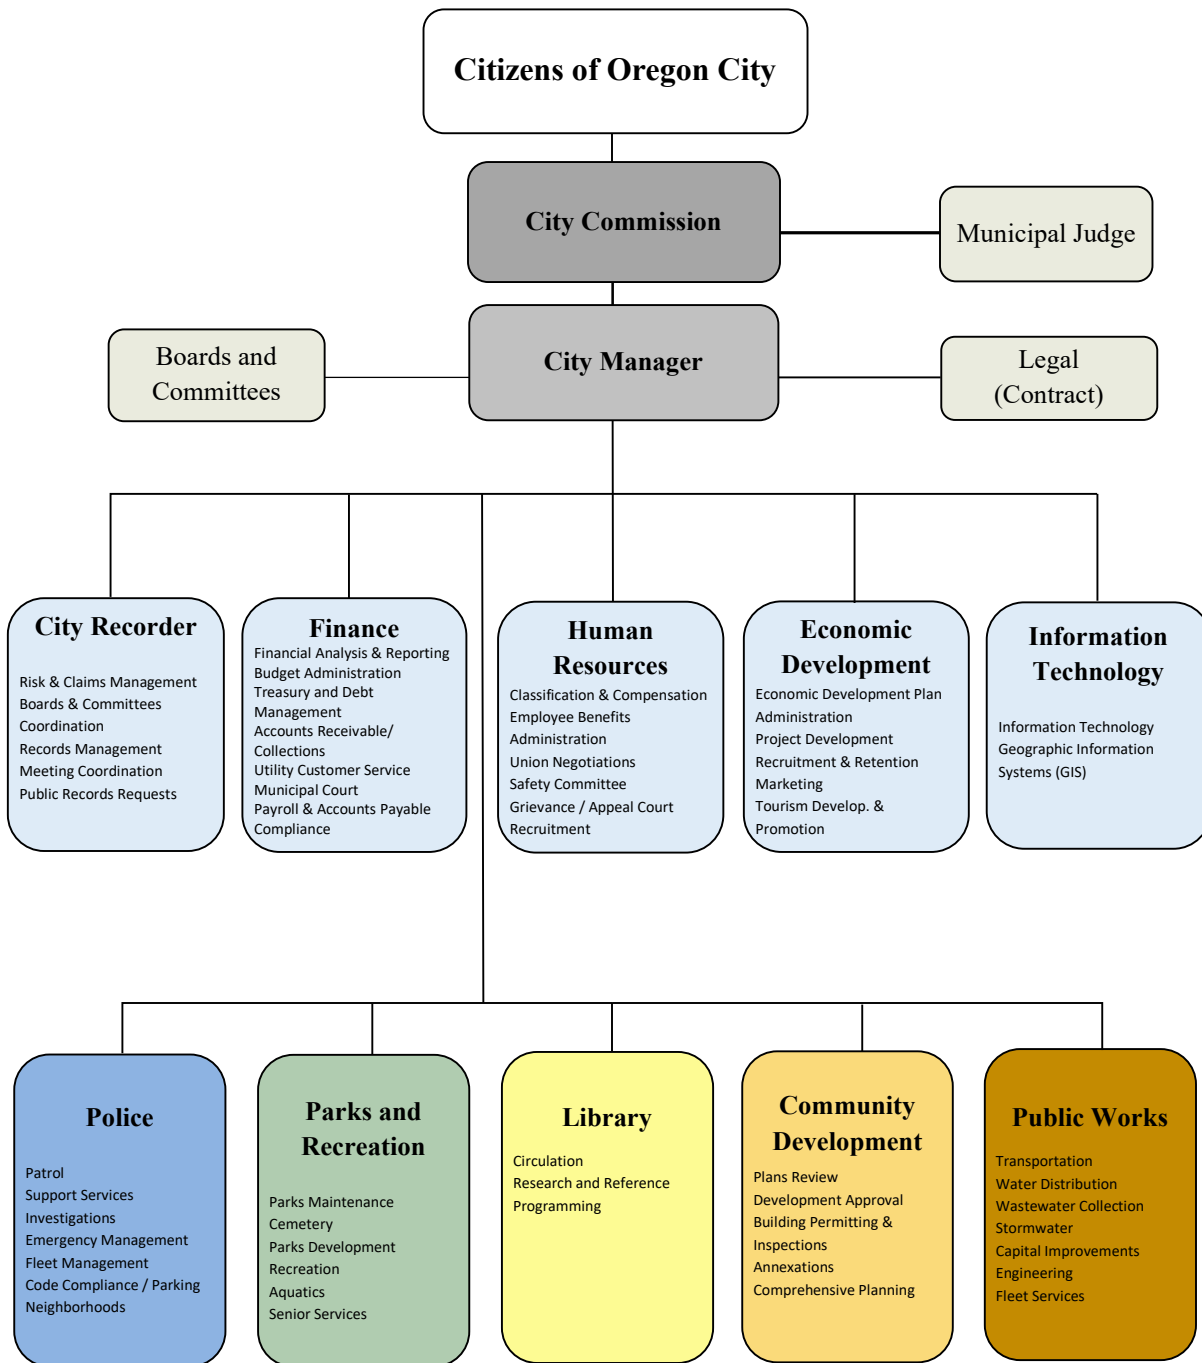 Citizens of Oregon City
City Commission
Municipal Judge
City Manager
Boards and
Committees
Legal
(Contract)
City Recorder
Risk & Claims Management
Boards & Committees
Coordination
Records Management
Meeting Coordination
Public Records Requests
Finance
Financial Analysis & Reporting
Budget Administration
Treasury and Debt
Management
Accounts Receivable/
Collections
Utility Customer Service
Municipal Court
Payroll & Accounts Payable
Compliance
Human
Resources
Classification & Compensation
Employee Benefits
Administration
Union Negotiations
Safety Committee
Grievance / Appeal Court
Recruitment
Economic
Development
Economic Development Plan
Administration
Project Development
Recruitment & Retention
Marketing
Tourism Develop. &
Promotion
Information
Technology
Information Technology
Geographic Information
Systems (GIS)
Police
Patrol
Support Services
Investigations
Emergency Management
Fleet Management
Code Compliance / Parking
Neighborhoods
Parks and
Recreation
Parks Maintenance
Cemetery
Parks Development
Recreation
Aquatics
Senior Services
Library
Circulation
Research and Reference
Programming
Community
Development
Plans Review
Development Approval
Building Permitting &
Inspections
Annexations
Comprehensive Planning
Public Works
Transportation
Water Distribution
Wastewater Collection
Stormwater
Capital Improvements
Engineering
Fleet Services